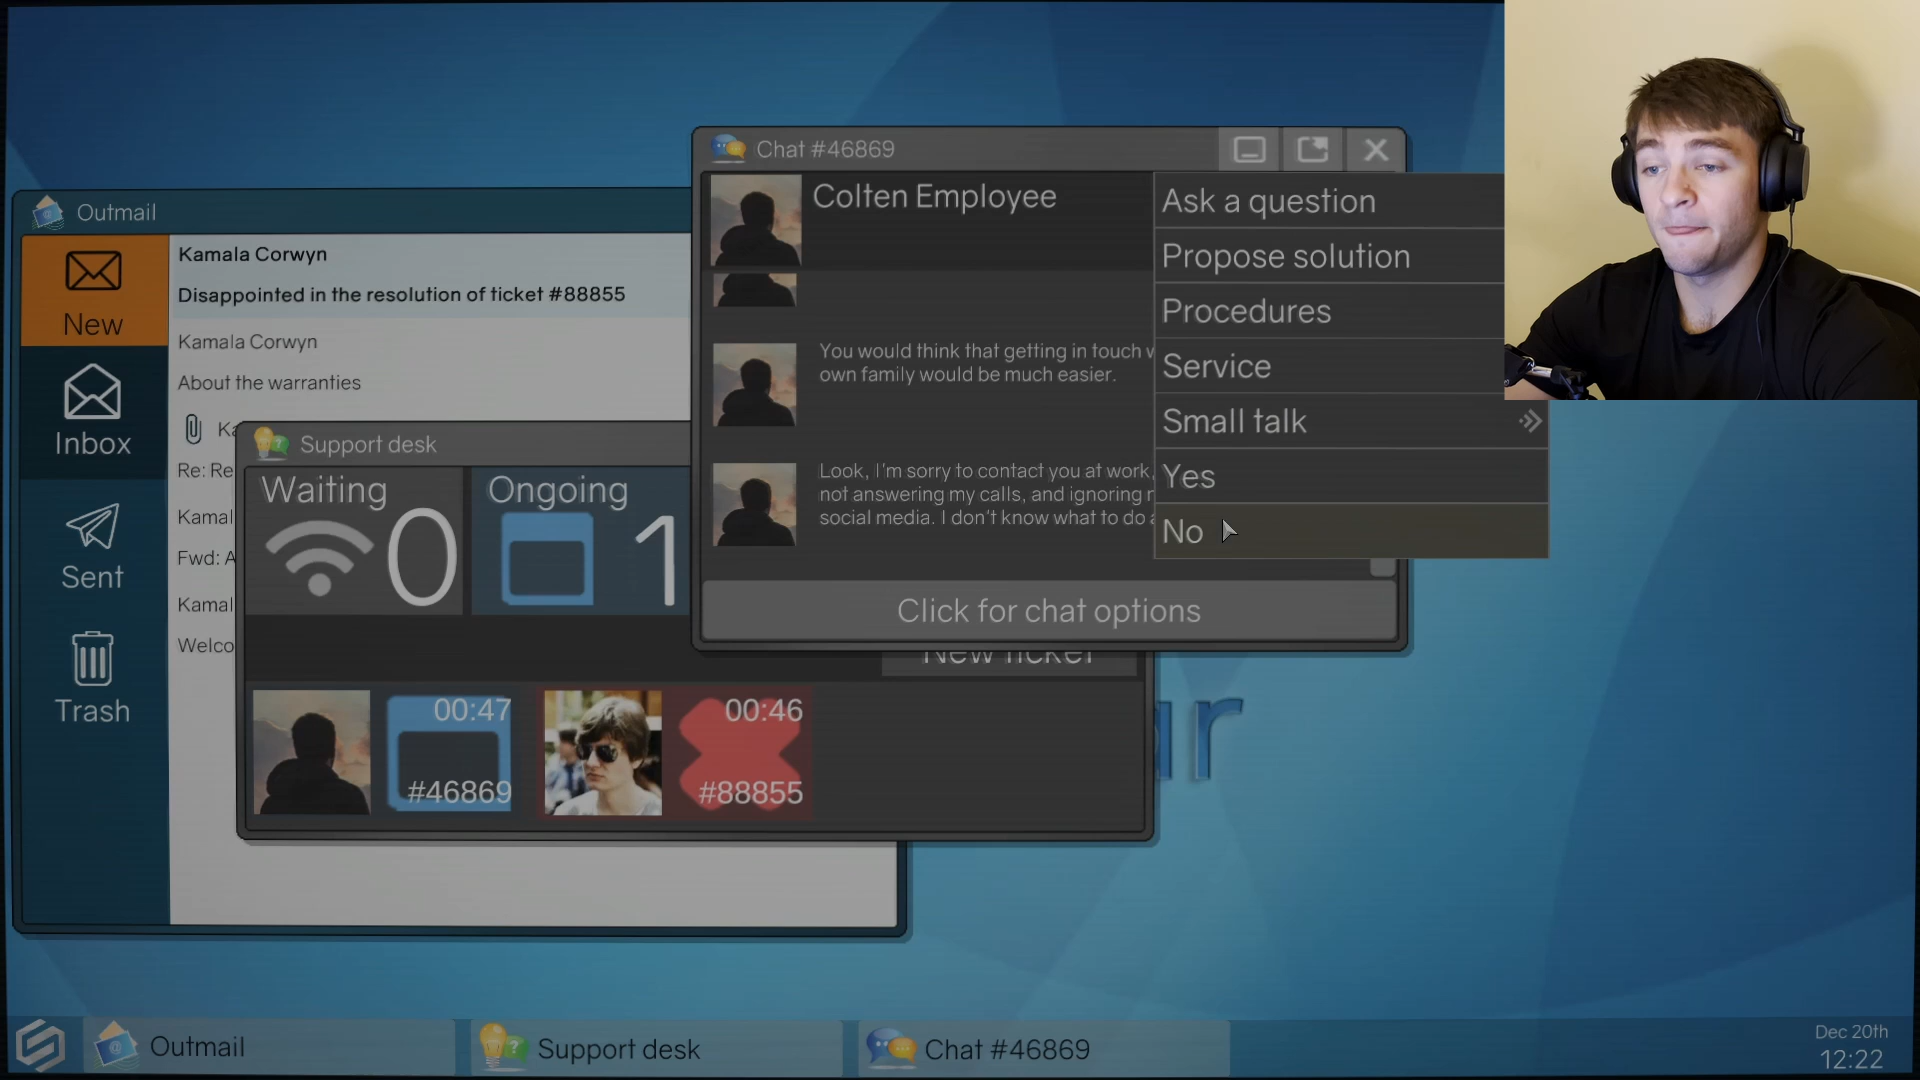 Chat #46869
Colten Employee
Ask a question
Propose solution
Procedures
Service
Small talk
Yes
No
You would think that getting in touch
own family would be much easier.
Look, I'm sorry to contact you at work,
not answering my calls, and ignoring
social media. I don't know what to do
Click for chat options
Outmail
New
Inbox
Sent
Trash
Kamala Corwyn
Disappointed in the resolution of ticket #88855
Kamala Corwyn
About the warranties
Re: Re
Kamal
Fwd: A
Kamal
Welco
Support desk
Waiting
0
Ongoing
1
New ticket
00:47
#46869
00:46
#88855
Outmail
Support desk
Chat #46869
Dec 20th
12:22